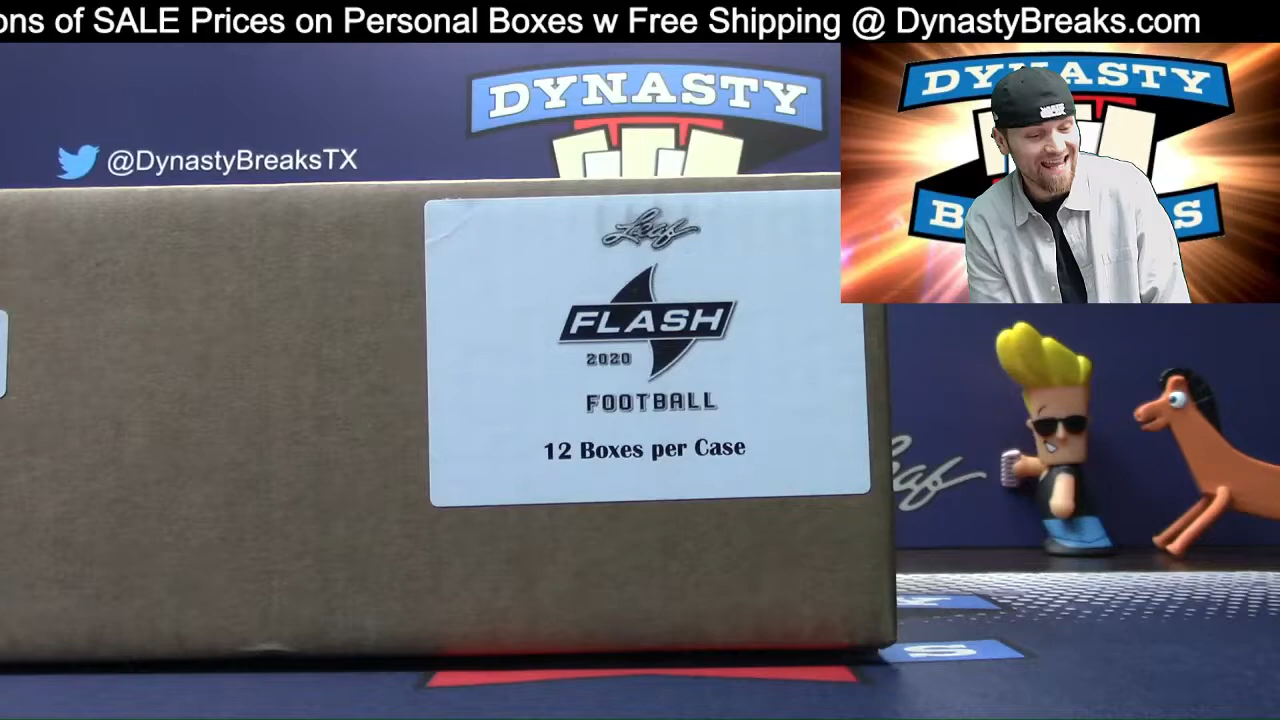 ons of SALE Prices on Personal Boxes w Free Shipping @ DynastyBreaks.com
DYNASTY
@DynastyBreaksTX
DYNASTY
B S
Leaf
FLASH
2020
FOOTBALL
12 Boxes per Case
eaf
S